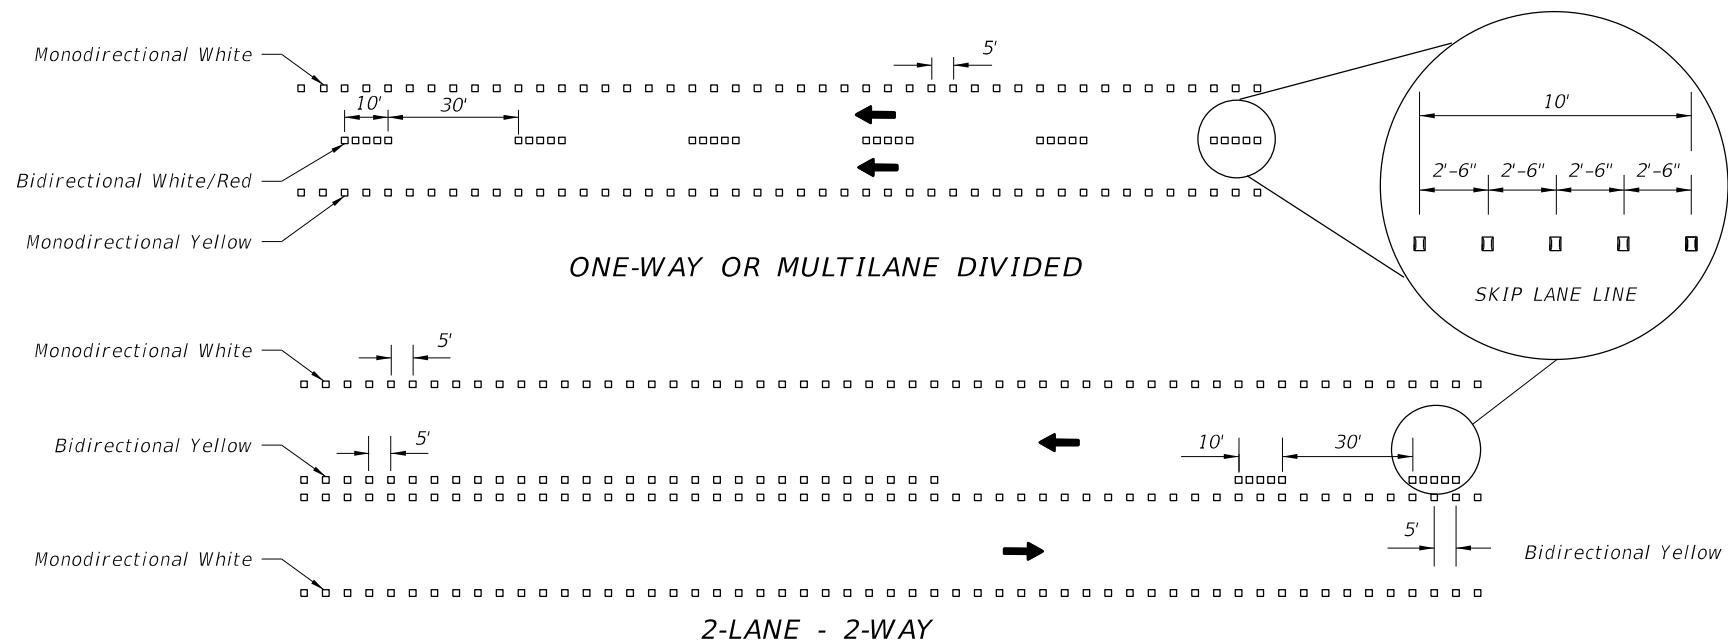 Monodirectional White
5'
10'
30'
Bidirectional White/Red
Monodirectional Yellow
ONE-WAY OR MULTILANE DIVIDED
10'
2'-6" 2'-6" 2'-6" 2'-6"
SKIP LANE LINE
Monodirectional White
5'
Bidirectional Yellow
5'
10'
30'
5'
Bidirectional Yellow
Monodirectional White
2-LANE - 2-WAY